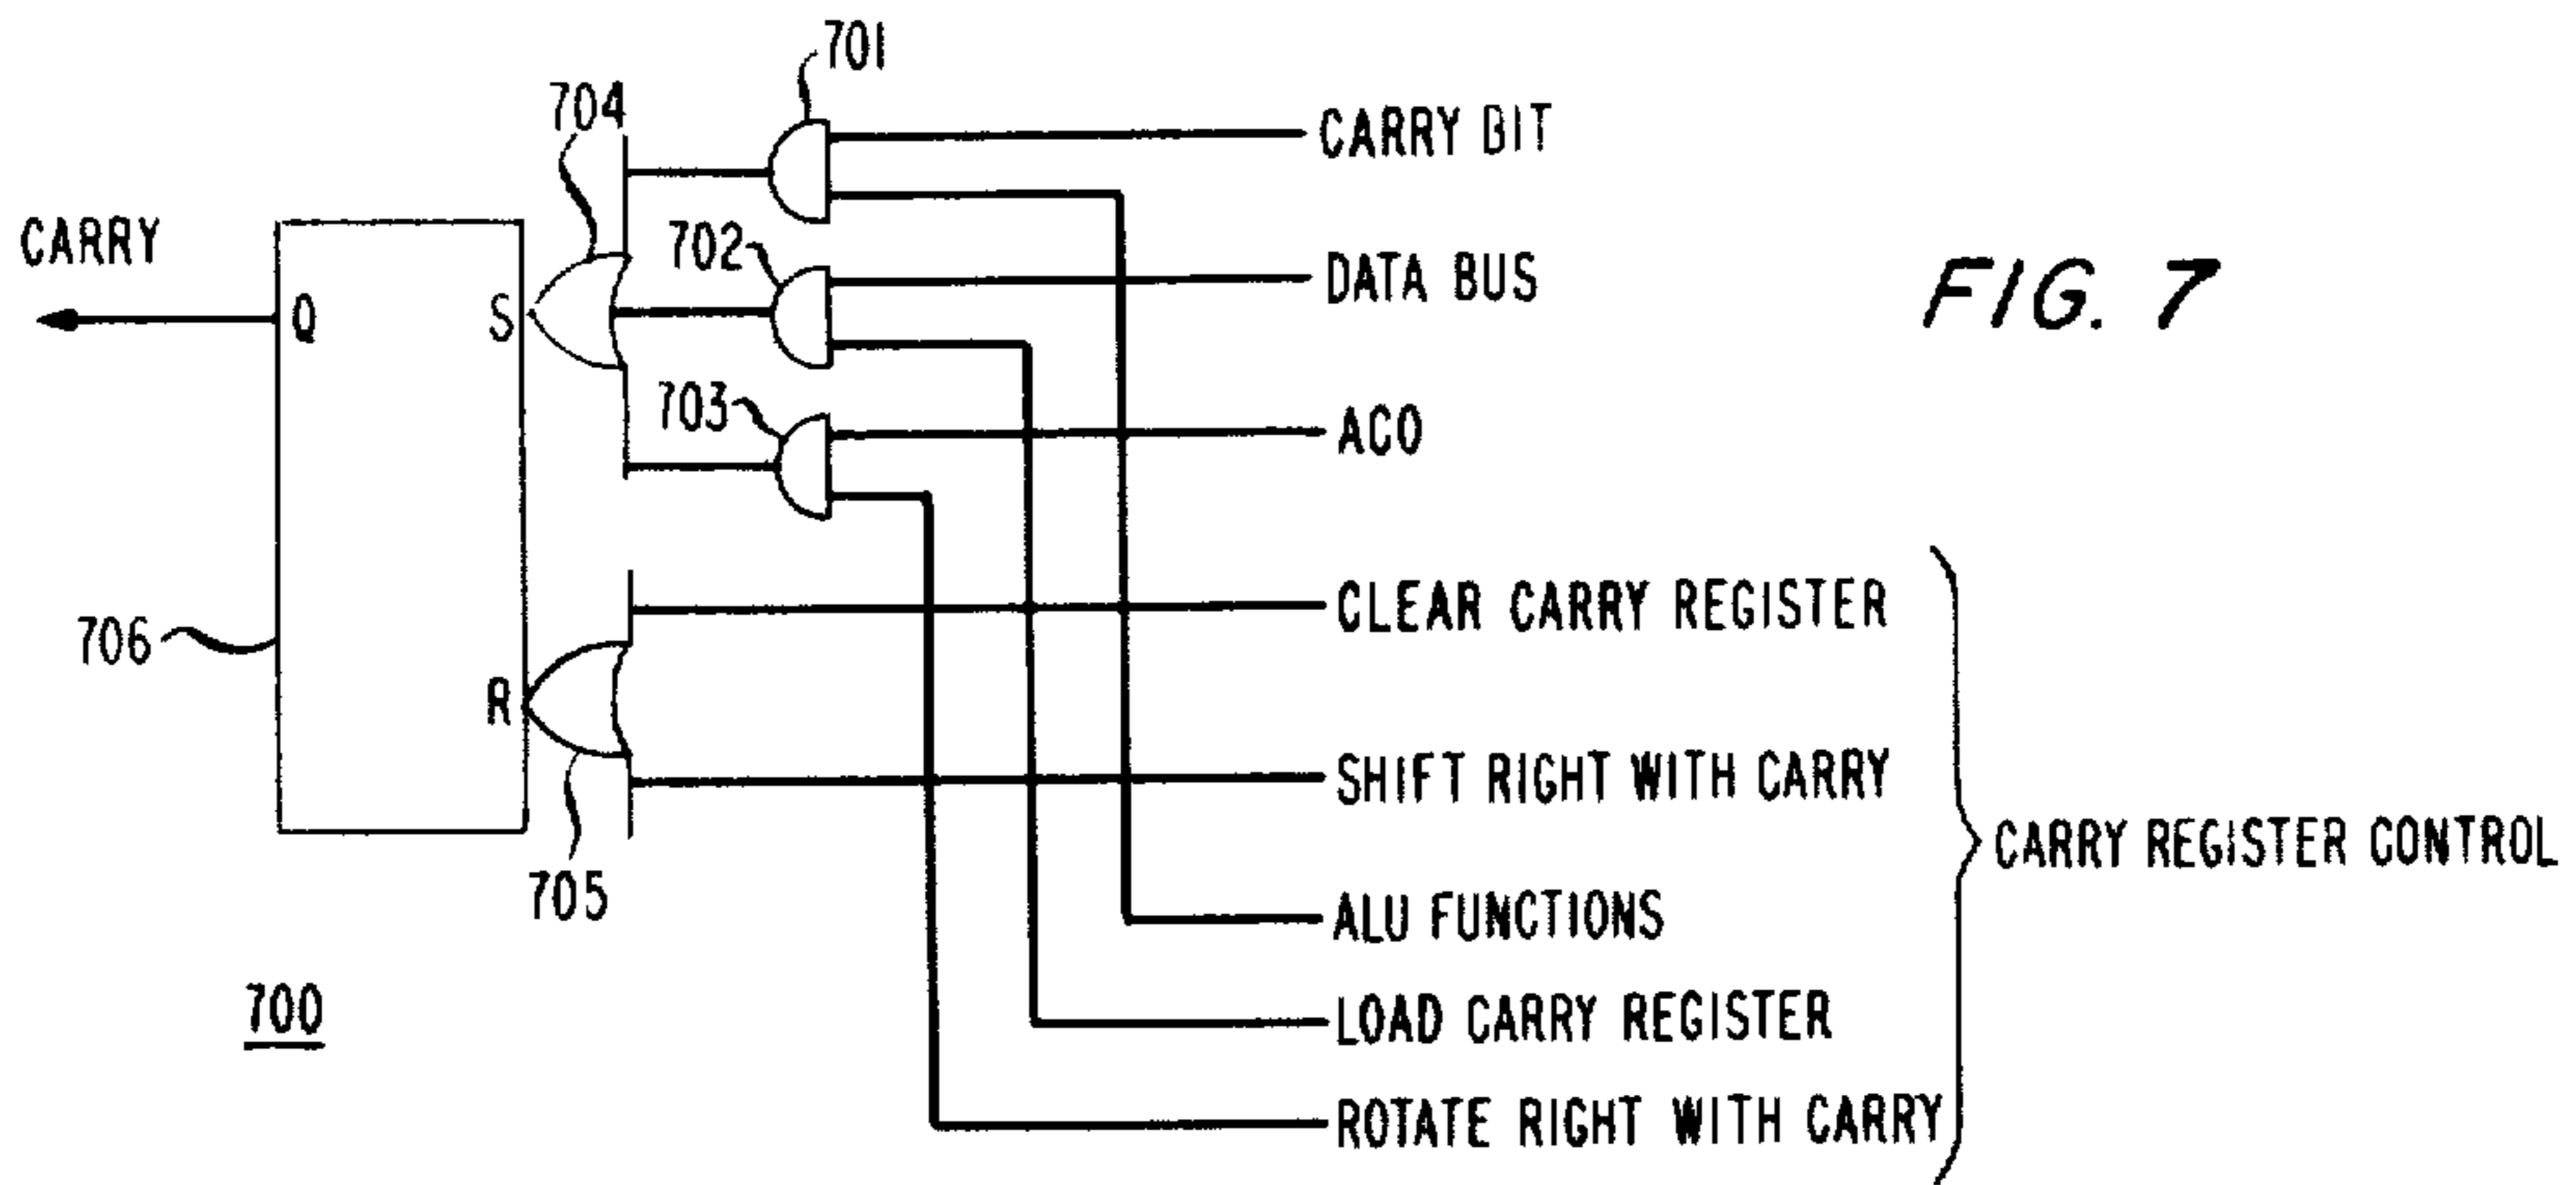 701
704
CARRY BIT
CARRY
702
DATA BUS
FIG. 7
Q
S
703
AC0
CLEAR CARRY REGISTER
706
R
SHIFT RIGHT WITH CARRY
CARRY REGISTER CONTROL
705
ALU FUNCTIONS
700
LOAD CARRY REGISTER
ROTATE RIGHT WITH CARRY